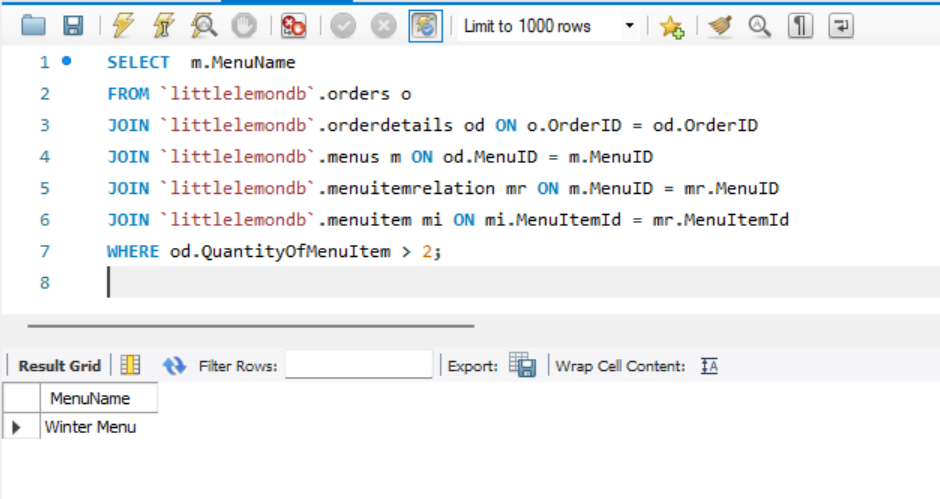 Limit to 1000 rows
1 SELECT m.MenuName
2 FROM `littlelemondb`.orders o
3 JOIN `littlelemondb`.orderdetails od ON o.OrderID = od.OrderID
4 JOIN `littlelemondb`.menus m ON od.MenuID = m.MenuID
5 JOIN `littlelemondb`.menuitemrelation mr ON m.MenuID = mr.MenuID
6 JOIN `littlelemondb`.menuitem mi ON mi.MenuItemId = mr.MenuItemId
7 WHERE od.QuantityOfMenuItem > 2;
8
Result Grid Filter Rows: Export: Wrap Cell Content:
MenuName
Winter Menu